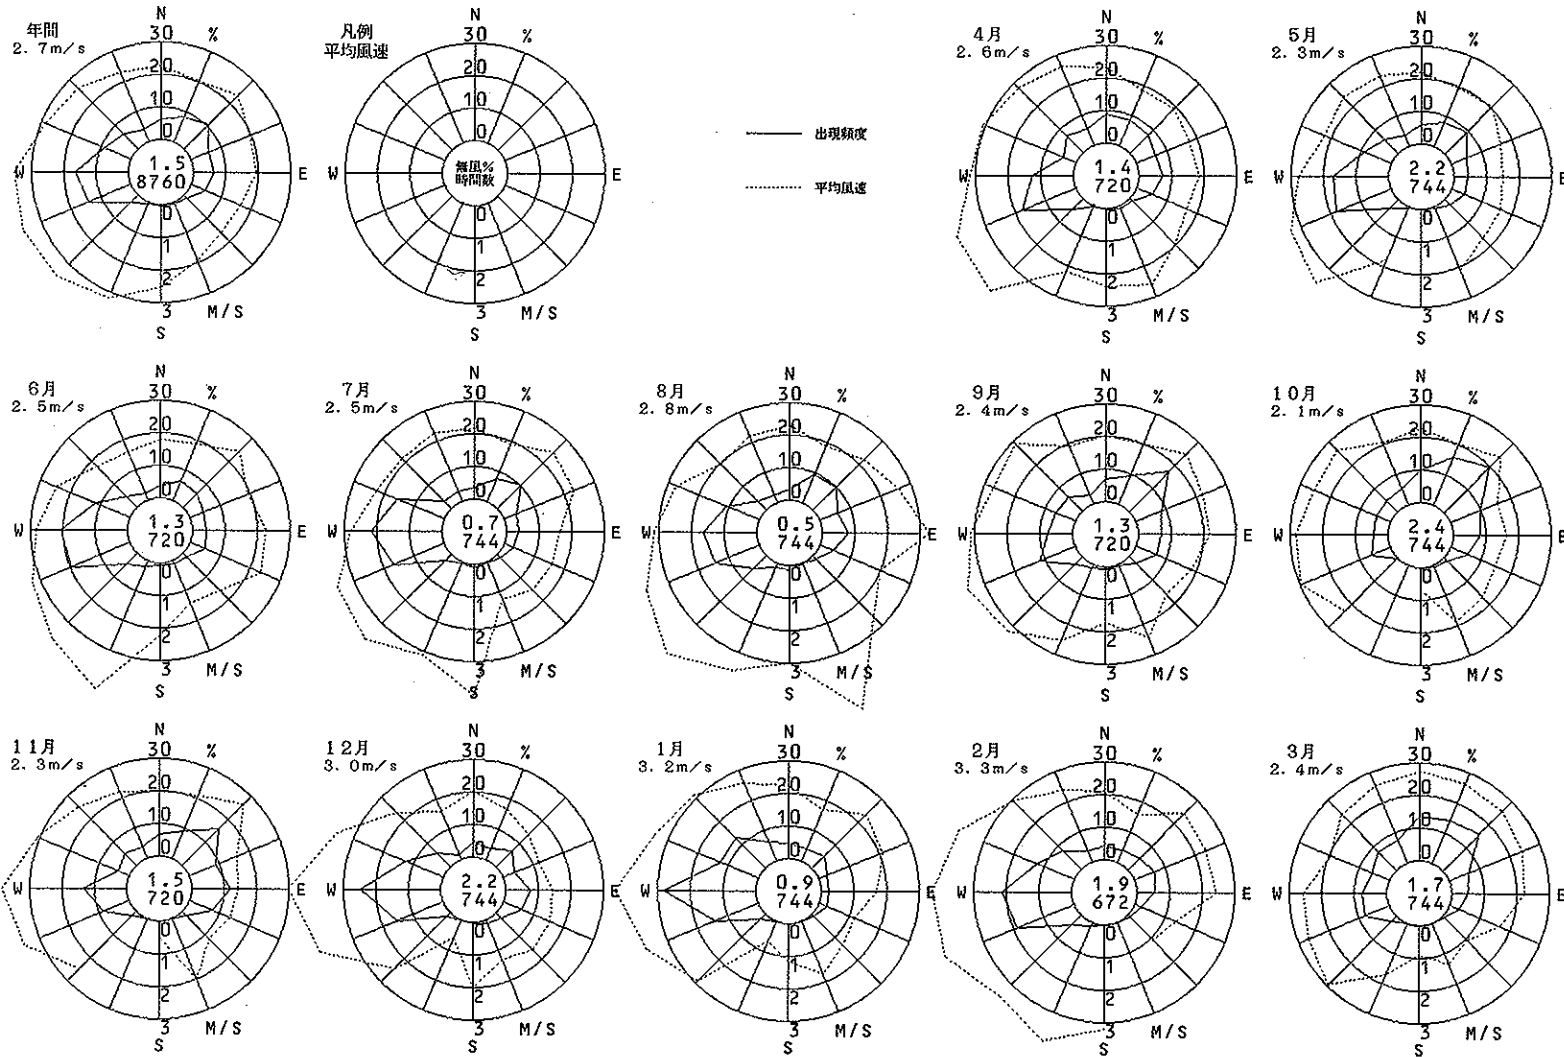 年間
2.7m/s
N
30 %
20
10
0
1.5
8760
W
E
0
1
2
3 M/S
S
凡例
平均風速
N
30 %
20
10
0
無風%
時間数
W
E
0
1
2
3 M/S
S
出現頻度
平均風速
4月
2.6m/s
N
30 %
20
10
0
1.4
720
W
E
0
1
2
3 M/S
S
5月
2.3m/s
N
30 %
20
10
0
2.2
744
W
E
0
1
2
3 M/S
S
6月
2.5m/s
N
30 %
20
10
0
1.3
720
W
E
0
1
2
3 M/S
S
7月
2.5m/s
N
30 %
20
10
0
0.7
744
W
E
0
1
2
3 M/S
S
8月
2.8m/s
N
30 %
20
10
0
0.5
744
W
E
0
1
2
3 M/S
S
9月
2.4m/s
N
30 %
20
10
0
1.3
720
W
E
0
1
2
3 M/S
S
10月
2.1m/s
N
30 %
20
10
0
2.4
744
W
E
0
1
2
3 M/S
S
11月
2.3m/s
N
30 %
20
10
0
1.5
720
W
E
0
1
2
3 M/S
S
12月
3.0m/s
N
30 %
20
10
0
2.2
744
W
E
0
1
2
3 M/S
S
1月
3.2m/s
N
30 %
20
10
0
0.9
744
W
E
0
1
2
3 M/S
S
2月
3.3m/s
N
30 %
20
10
0
1.9
672
W
E
0
1
2
3 M/S
S
3月
2.4m/s
N
30 %
20
10
0
1.7
744
W
E
0
1
2
3 M/S
S